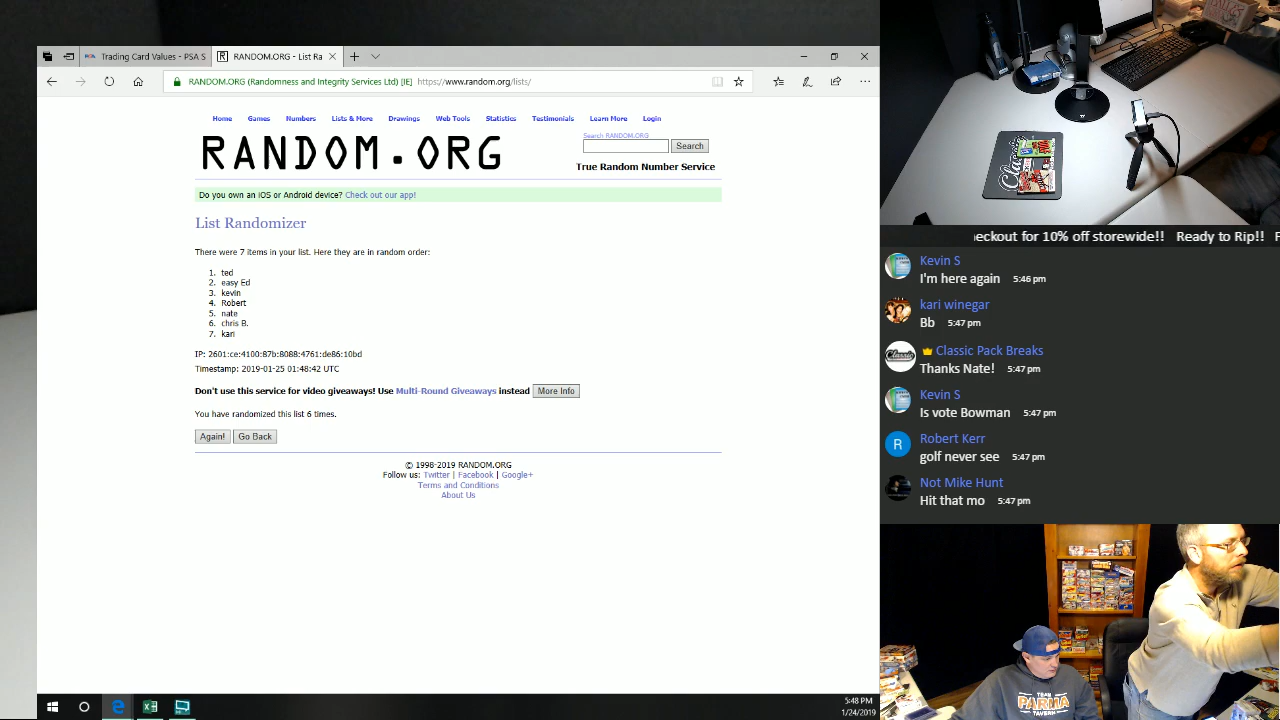 Trading Card Values - PSA S
RANDOM.ORG - List Ra
RANDOM.ORG (Randomness and Integrity Services Ltd) [IE] https://www.random.org/lists/
Home Games Numbers Lists & More Drawings Web Tools Statistics Testimonials Learn More Login
RANDOM.ORG
Search RANDOM.ORG
Search
True Random Number Service
Do you own an iOS or Android device? Check out our app!
List Randomizer
There were 7 items in your list. Here they are in random order:
1. ted
2. easy Ed
3. kevin
4. Robert
5. nate
6. chris B.
7. kari
IP: 2601:ce:4100:87b:8088:4761:de86:10bd
Timestamp: 2019-01-25 01:48:42 UTC
Don't use this service for video giveaways! Use Multi-Round Giveaways instead More Info
You have randomized this list 6 times.
Again! Go Back
© 1998-2019 RANDOM.ORG
Follow us: Twitter | Facebook | Google+
Terms and Conditions
About Us
5:48 PM
1/24/2019
Classic
heckout for 10% off storewide!! Ready to Rip!! F
Kevin S
I'm here again 5:46 pm
kari winegar
Bb 5:47 pm
Classic Pack Breaks
Thanks Nate! 5:47 pm
Kevin S
Is vote Bowman 5:47 pm
R
Robert Kerr
golf never see 5:47 pm
Not Mike Hunt
Hit that mo 5:47 pm
TEAM
PARMA
TAVERN